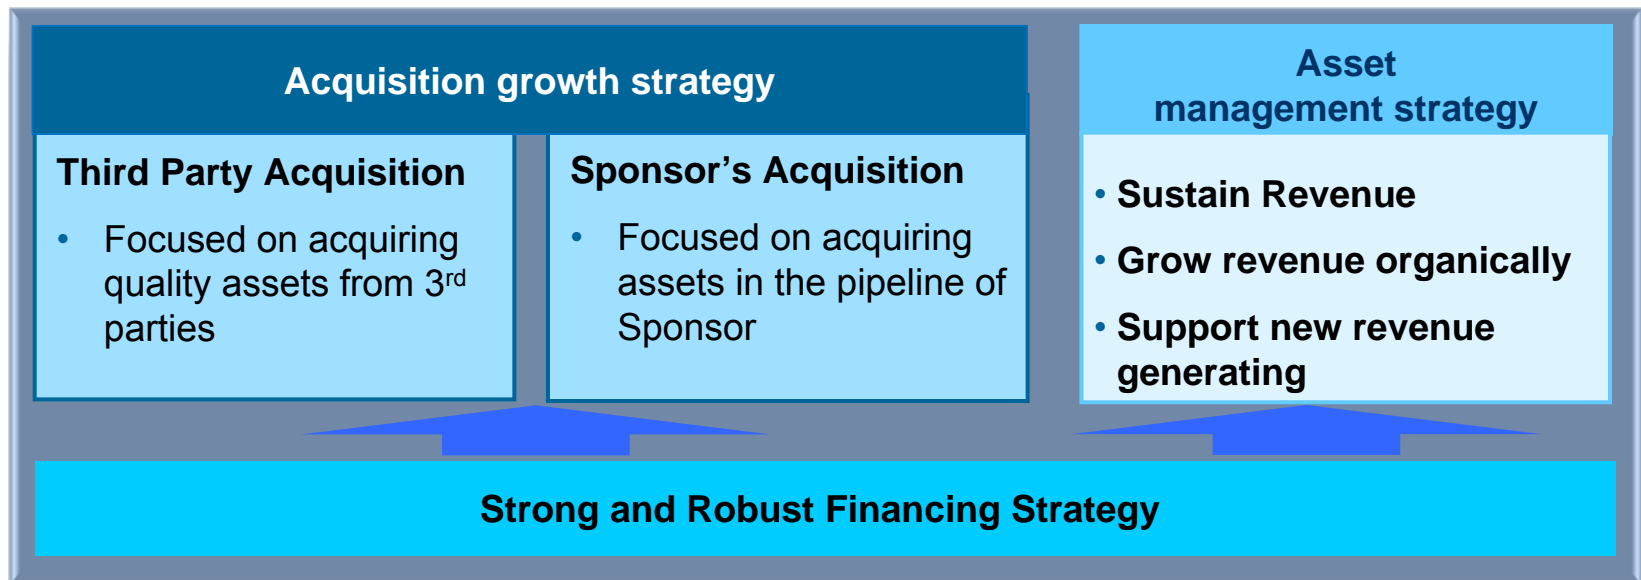 Acquisition growth strategy
Third Party Acquisition
• Focused on acquiring
quality assets from 3rd
parties
Sponsor’s Acquisition
• Focused on acquiring
assets in the pipeline of
Sponsor
Asset
management strategy
• Sustain Revenue
• Grow revenue organically
• Support new revenue
generating
Strong and Robust Financing Strategy